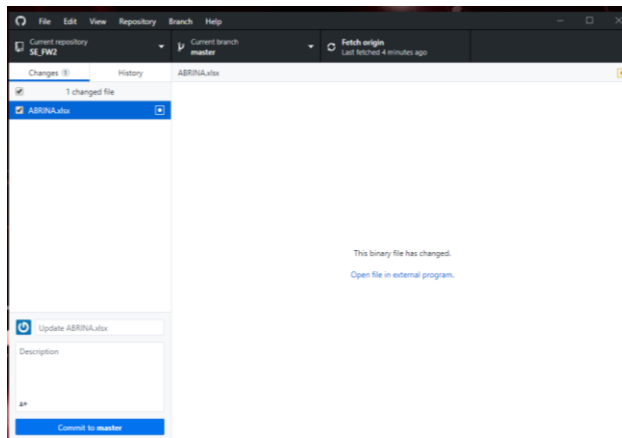 File Edit View Repository Branch Help
Current repository
SE_FW2
Current branch
master
Fetch origin
Last fetched 4 minutes ago
Changes 1
History
ABRINA.xlsx
1 changed file
ABRINA.xlsx
This binary file has changed.
Open file in external program.
Update ABRINA.xlsx
Description
Commit to master